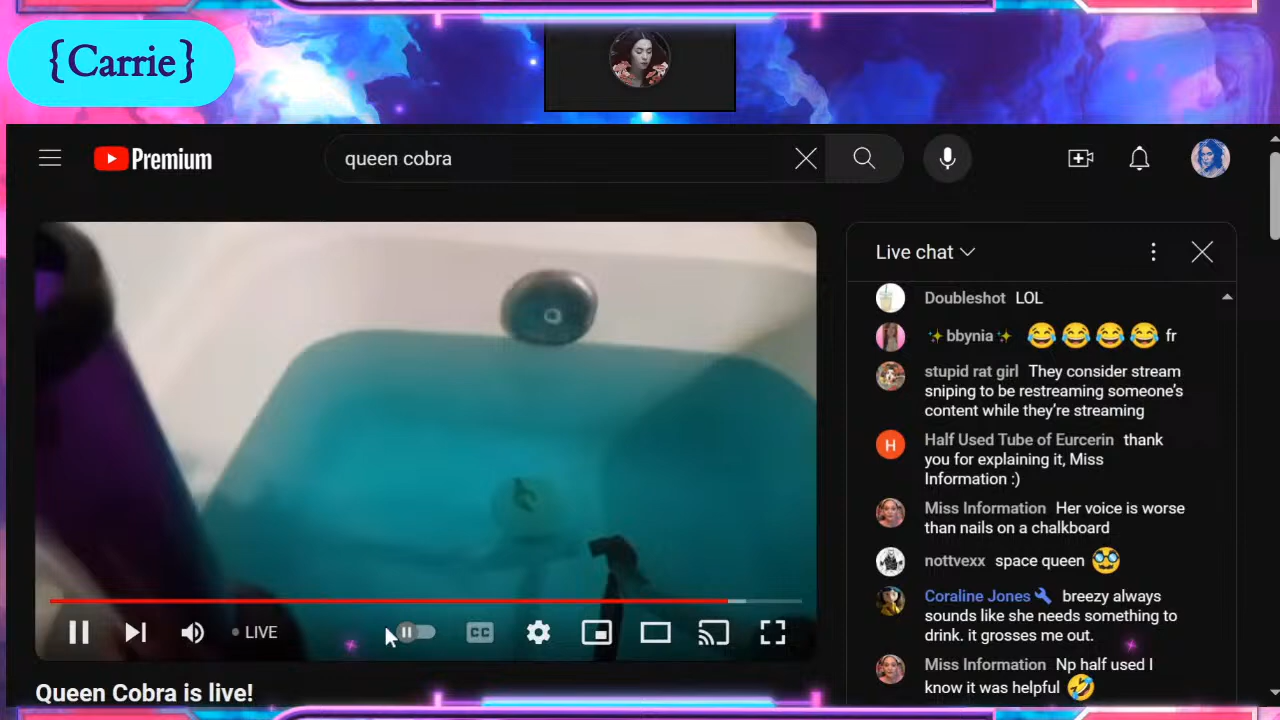 {Carrie}
Premium
queen cobra
Live chat
Doubleshot LOL
✨bbynia✨ 😂😂😂😂 fr
stupid rat girl They consider stream
sniping to be restreaming someone's
content while they're streaming
H
Half Used Tube of Eurcerin thank
you for explaining it, Miss
Information :)
Miss Information Her voice is worse
than nails on a chalkboard
nottvexx space queen 🥸
Coraline Jones🔧 breezy always
sounds like she needs something to
drink. it grosses me out.
Miss Information Np half used I
know it was helpful 🤣
LIVE
CC
Queen Cobra is live!